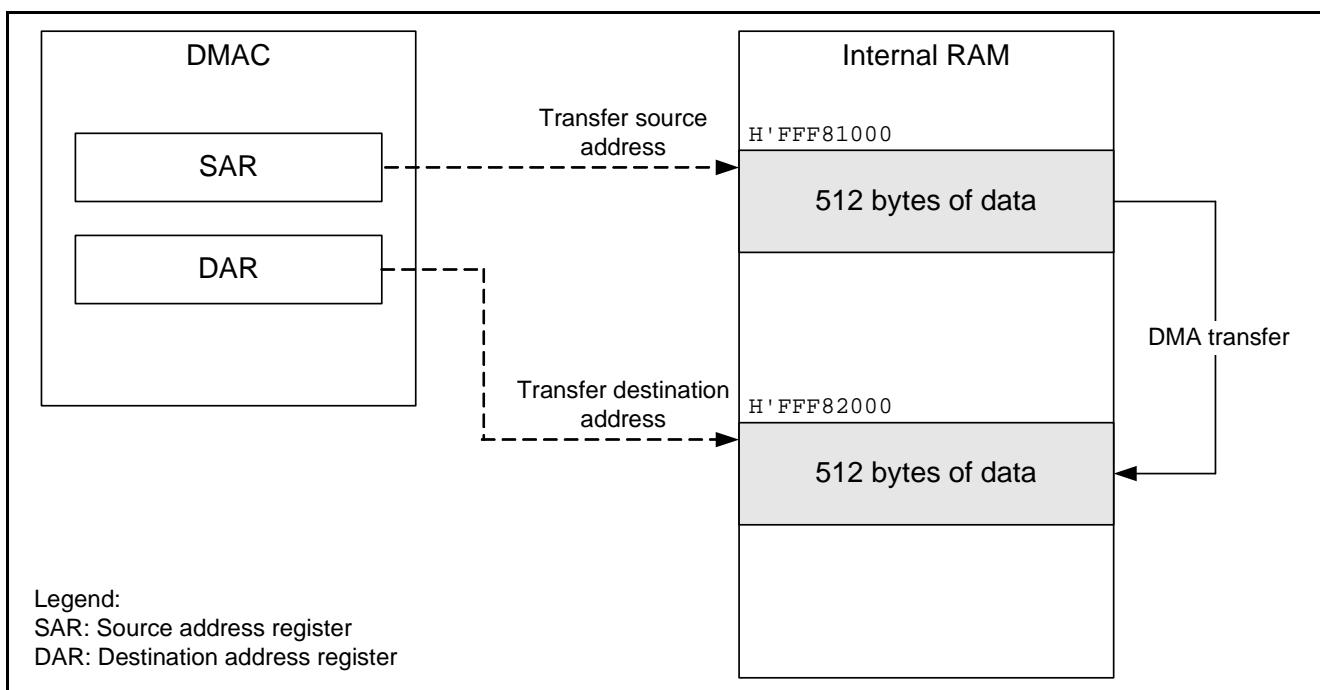 DMAC
SAR
DAR
Transfer source
address
Transfer destination
address
Internal RAM
H'FFF81000
512 bytes of data
H'FFF82000
512 bytes of data
DMA transfer
Legend:
SAR: Source address register
DAR: Destination address register